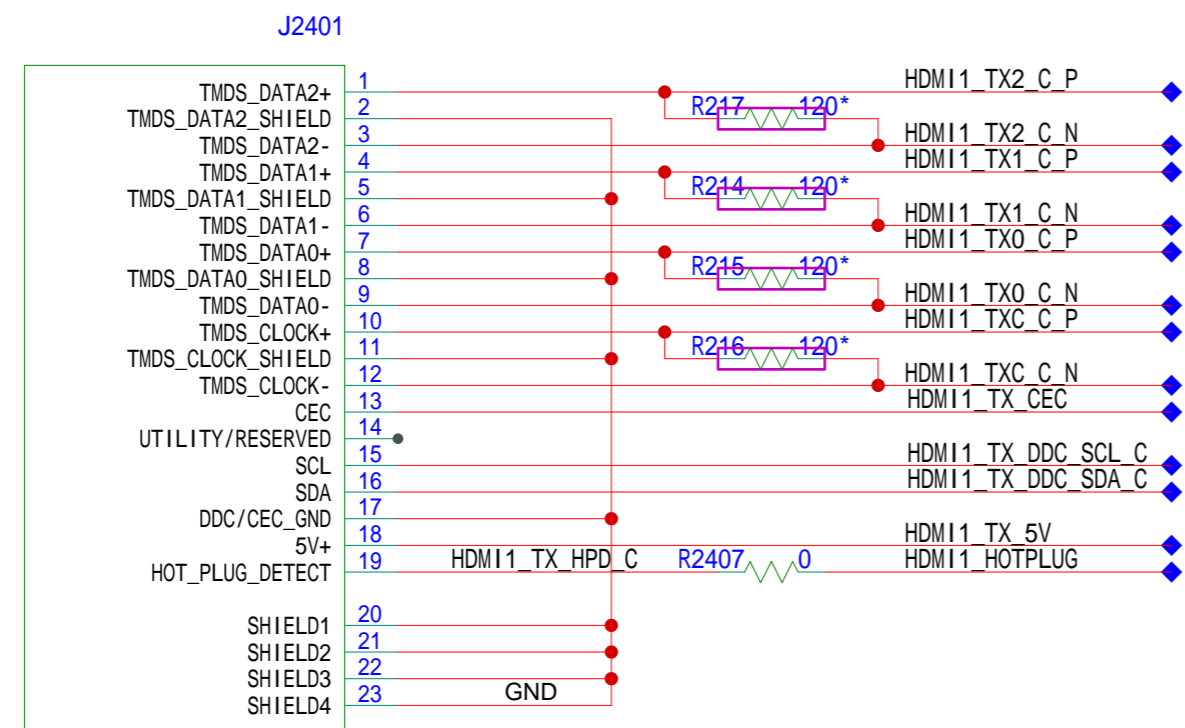 J2401
TMDS_DATA2+ 1 HDMI1_TX2_C_P
R217 120*
TMDS_DATA2_SHIELD 2
TMDS_DATA2- 3 HDMI1_TX2_C_N
TMDS_DATA1+ 4 HDMI1_TX1_C_P
R214 120*
TMDS_DATA1_SHIELD 5
TMDS_DATA1- 6 HDMI1_TX1_C_N
TMDS_DATA0+ 7 HDMI1_TX0_C_P
R215 120*
TMDS_DATA0_SHIELD 8
TMDS_DATA0- 9 HDMI1_TX0_C_N
TMDS_CLOCK+ 10 HDMI1_TXC_C_P
R216 120*
TMDS_CLOCK_SHIELD 11
TMDS_CLOCK- 12 HDMI1_TXC_C_N
CEC 13 HDMI1_TX_CEC
UTILITY/RESERVED 14
SCL 15 HDMI1_TX_DDC_SCL_C
SDA 16 HDMI1_TX_DDC_SDA_C
DDC/CEC_GND 17
5V+ 18 HDMI1_TX_5V
HOT_PLUG_DETECT 19 HDMI1_TX_HPD_C R2407 0 HDMI1_HOTPLUG
SHIELD1 20
SHIELD2 21
SHIELD3 22
SHIELD4 23 GND